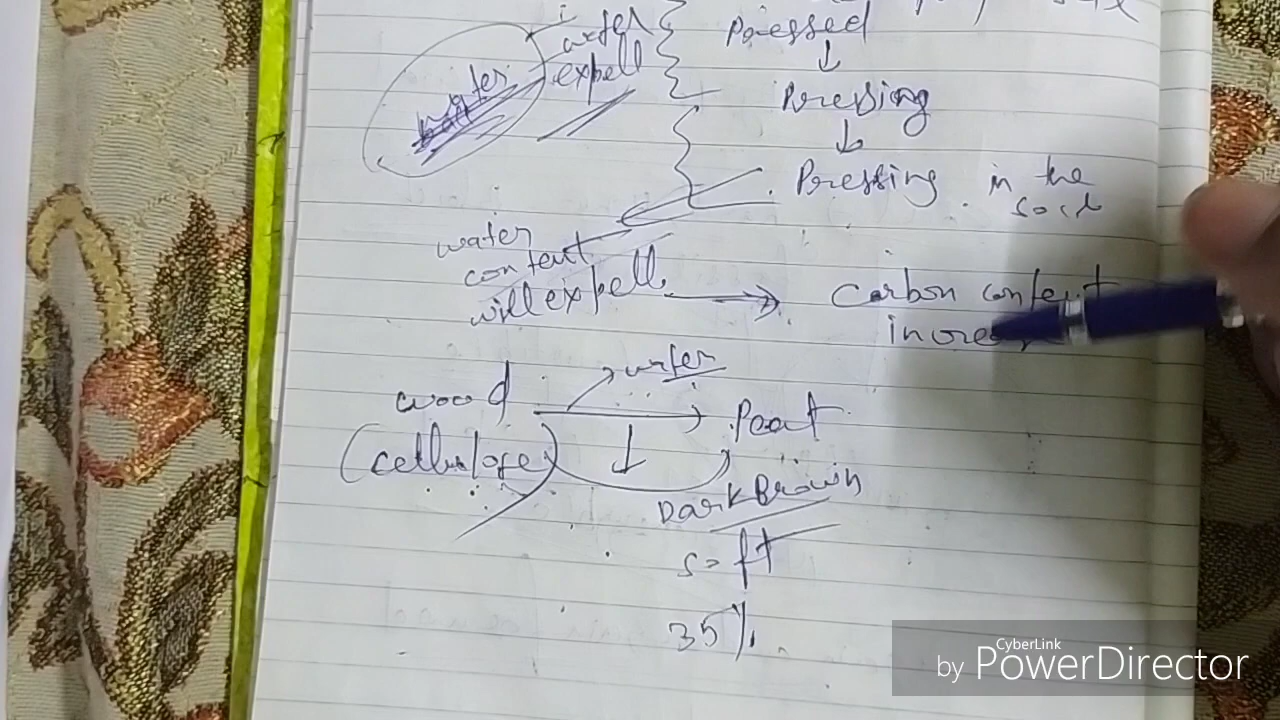 Pressed
water
expell
water
↓
Pressing
↓
Pressing in the
soil
water
content
will expell → Carbon content
increa
wood → water → Peat
(cellulose)
↓
Dark Brown
soft
35%
CyberLink
by PowerDirector